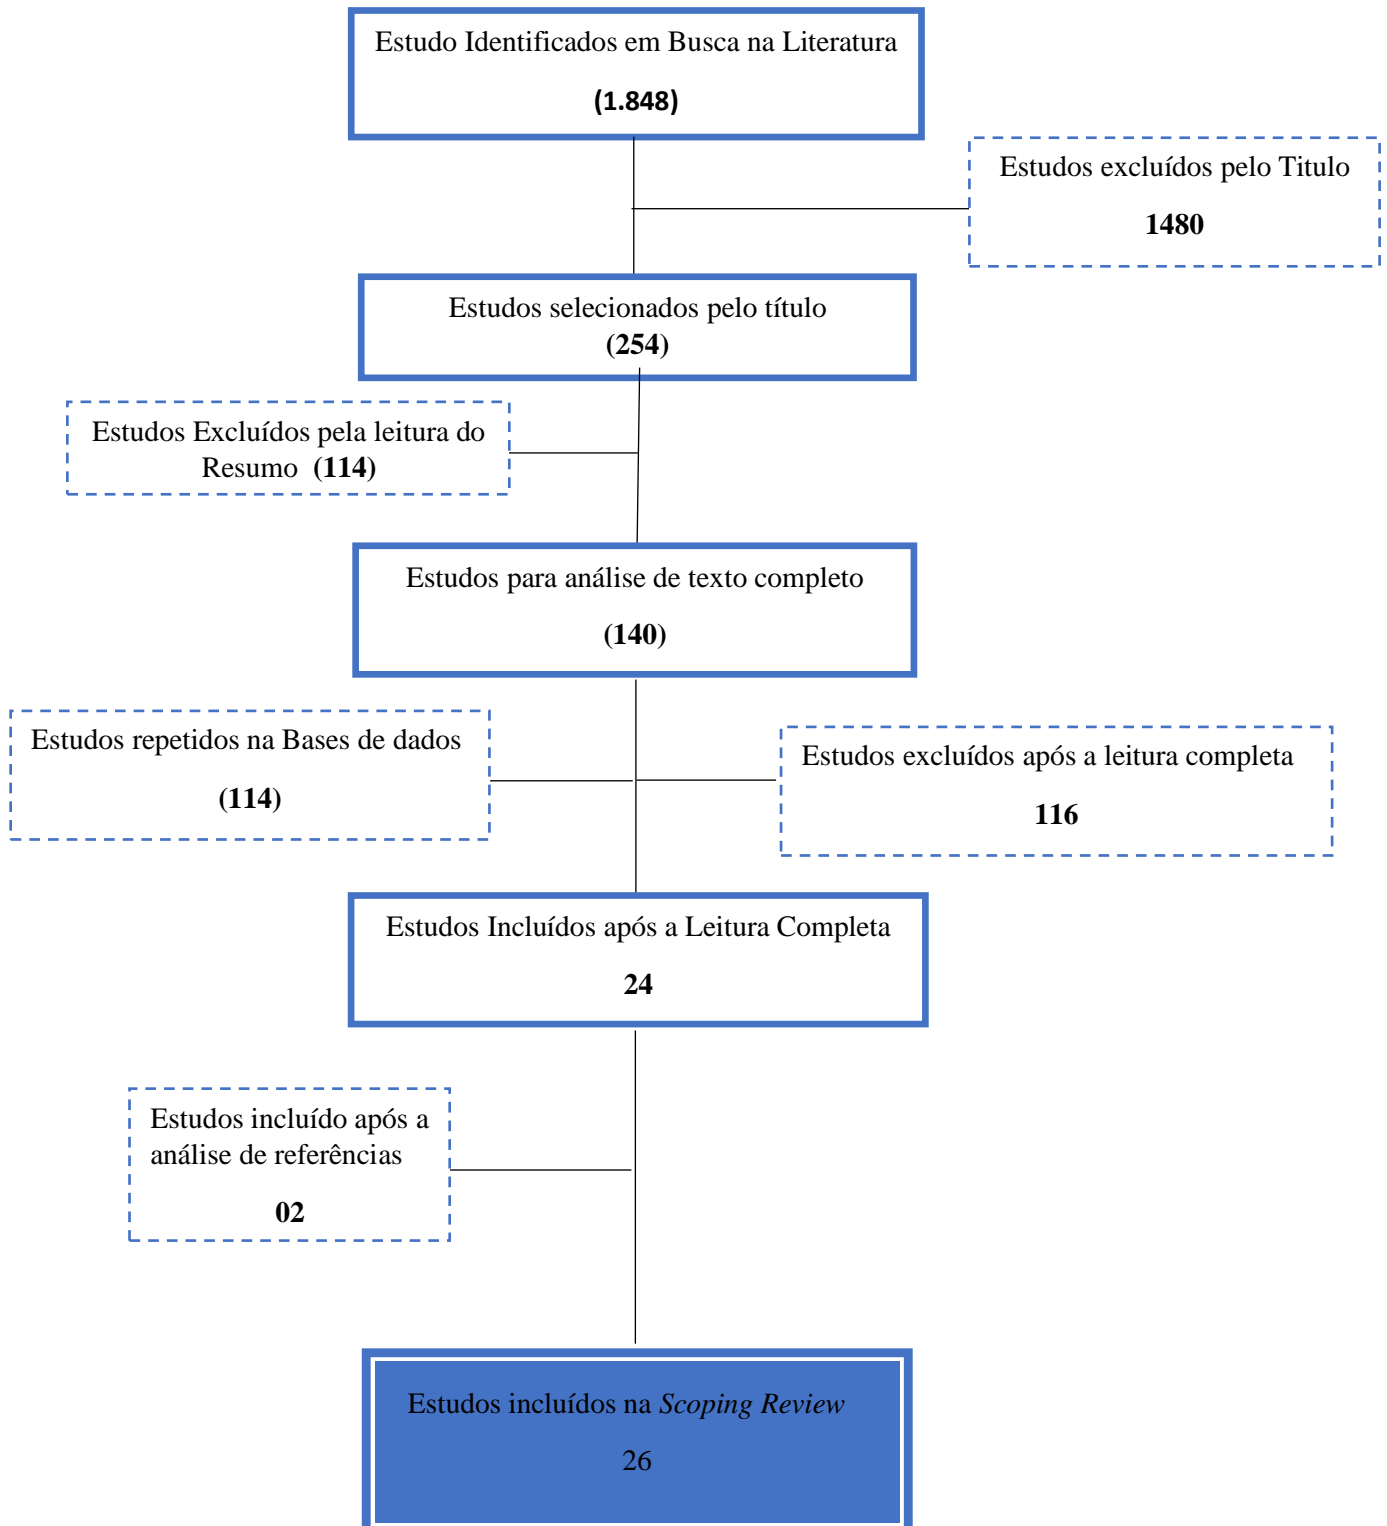 Estudo Identificados em Busca na Literatura
(1.848)
Estudos excluídos pelo Titulo
1480
Estudos selecionados pelo título
(254)
Estudos Excluídos pela leitura do
Resumo (114)
Estudos para análise de texto completo
(140)
Estudos repetidos na Bases de dados
(114)
Estudos excluídos após a leitura completa
116
Estudos Incluídos após a Leitura Completa
24
Estudos incluído após a
análise de referências
02
Estudos incluídos na Scoping Review
26